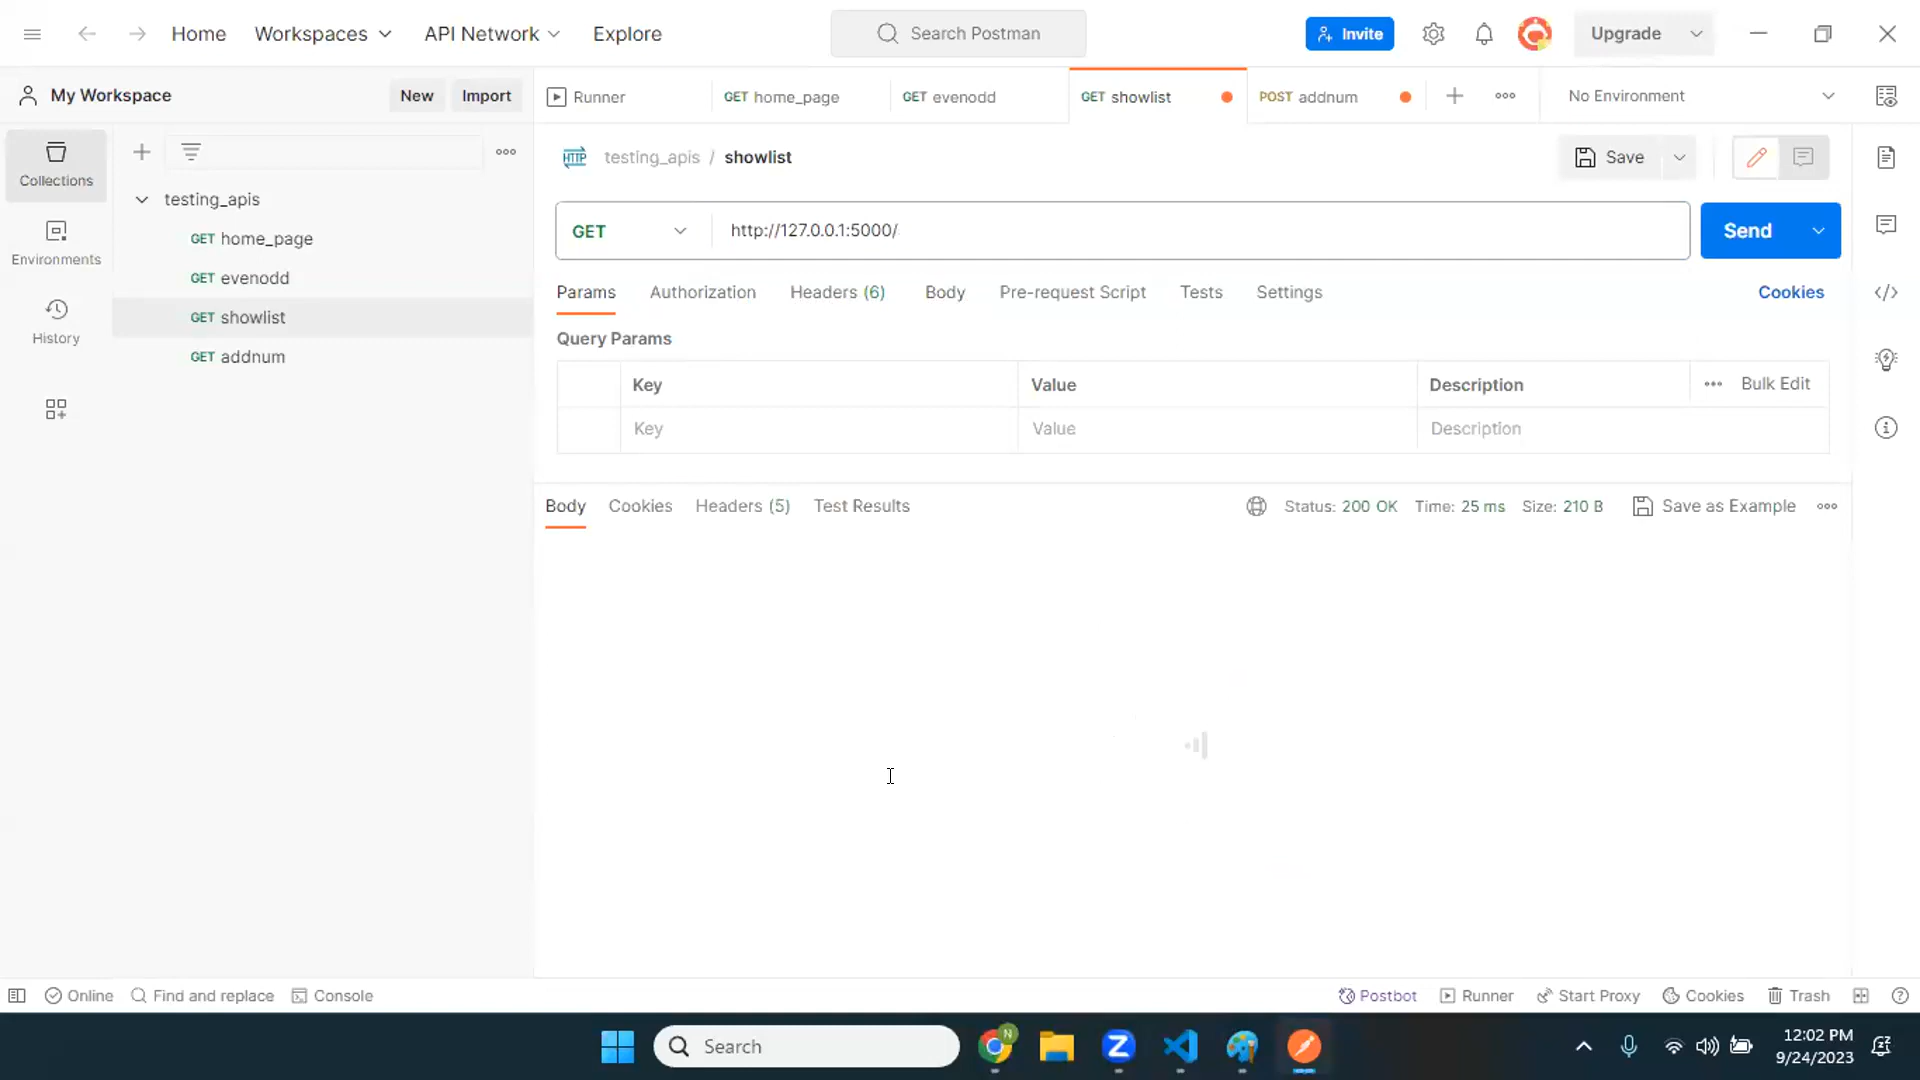 Home Workspaces API Network Explore Search Postman Invite Upgrade
My Workspace New Import Runner GET home_page GET evenodd GET showlist POST addnum No Environment
Collections
testing_apis
GET home_page
GET evenodd
GET showlist
GET addnum
Environments
History
HTTP testing_apis / showlist Save
GET http://127.0.0.1:5000/ Send
Params Authorization Headers (6) Body Pre-request Script Tests Settings Cookies
Query Params
Key Value Description Bulk Edit
Key Value Description
Body Cookies Headers (5) Test Results Status: 200 OK Time: 25 ms Size: 210 B Save as Example
Online Find and replace Console Postbot Runner Start Proxy Cookies Trash
Search N Z 12:02 PM
9/24/2023